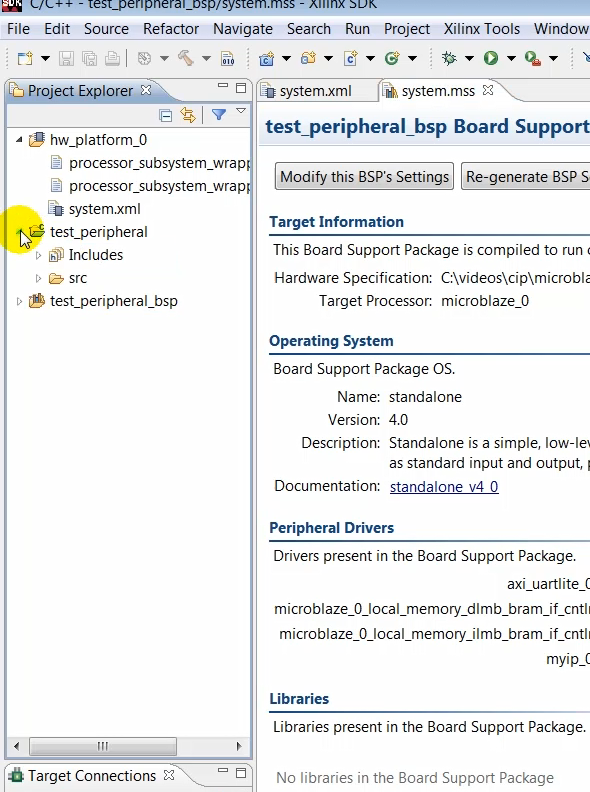 SDK C/C++ - test_peripheral_bsp/system.mss - Xilinx SDK
File Edit Source Refactor Navigate Search Run Project Xilinx Tools Window
Project Explorer
system.xml system.mss
hw_platform_0
processor_subsystem_wrapp
processor_subsystem_wrapp
system.xml
test_peripheral
Includes
src
test_peripheral_bsp
test_peripheral_bsp Board Support
Modify this BSP's Settings Re-generate BSP S
Target Information
This Board Support Package is compiled to run
Hardware Specification: C:\videos\cip\microbla
Target Processor: microblaze_0
Operating System
Board Support Package OS.
Name: standalone
Version: 4.0
Description: Standalone is a simple, low-lev
as standard input and output, p
Documentation: standalone_v4_0
Peripheral Drivers
Drivers present in the Board Support Package.
axi_uartlite_0
microblaze_0_local_memory_dlmb_bram_if_cntlr
microblaze_0_local_memory_ilmb_bram_if_cntlr
myip_0
Libraries
Libraries present in the Board Support Package.
No libraries in the Board Support Package
Target Connections